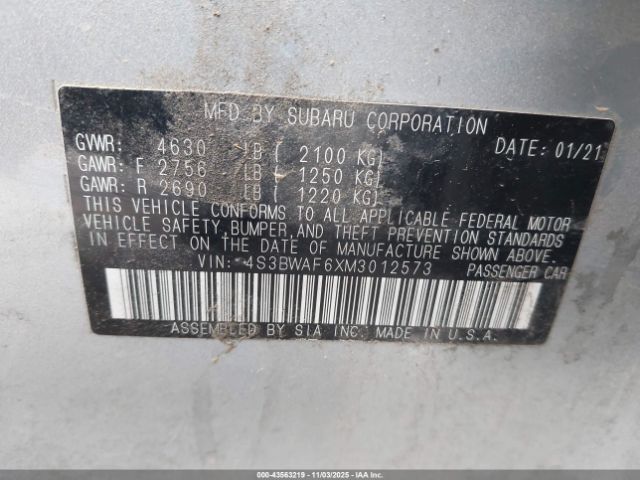 MFD BY SUBARU CORPORATION
GVWR: 4630 LB ( 2100 KG) DATE: 01/21
GAWR: F 2756 LB ( 1250 KG)
GAWR: R 2690 LB ( 1220 KG)
THIS VEHICLE CONFORMS TO ALL APPLICABLE FEDERAL MOTOR
VEHICLE SAFETY, BUMPER, AND THEFT PREVENTION STANDARDS
IN EFFECT ON THE DATE OF MANUFACTURE SHOWN ABOVE.
VIN: 4S3BWAF6XM3012573 PASSENGER CAR
ASSEMBLED BY SIA INC. MADE IN U.S.A.
000-43563219 - 11/03/2025 - IAAI.COM